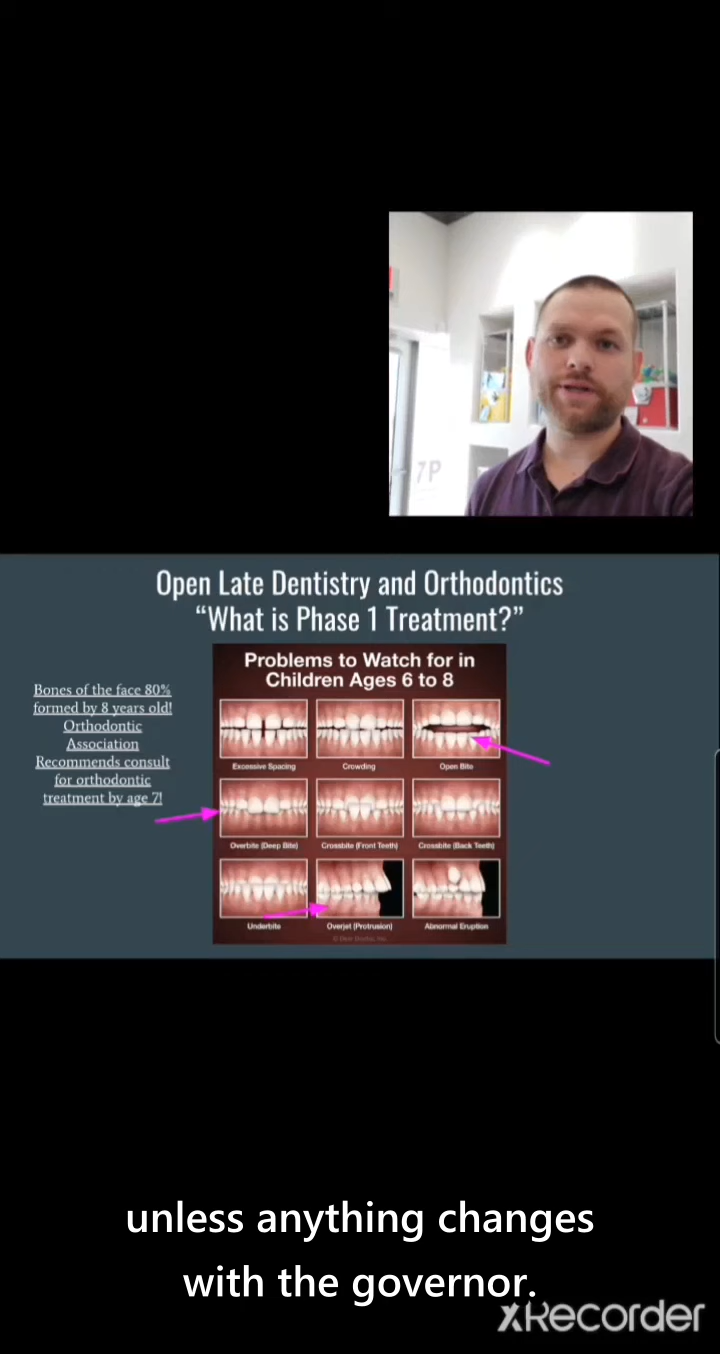 7P
Open Late Dentistry and Orthodontics
“What is Phase 1 Treatment?”
Bones of the face 80%
formed by 8 years old!
Orthodontic
Association
Recommends consult
for orthodontic
treatment by age 7!
Problems to Watch for in
Children Ages 6 to 8
Excessive Spacing
Crowding
Open Bite
Overbite (Deep Bite)
Crossbite (Front Teeth)
Crossbite (Back Teeth)
Underbite
Overjet (Protrusion)
Abnormal Eruption
unless anything changes
with the governor.
XRecorder